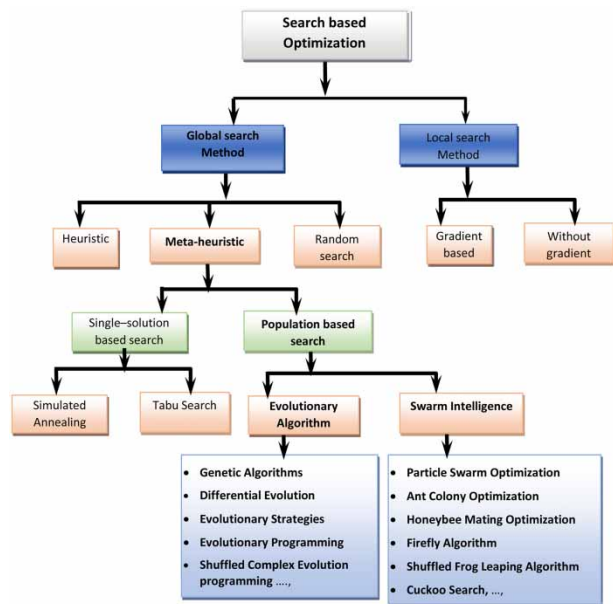 Search based
Optimization
Global search
Method
Local search
Method
Heuristic
Meta-heuristic
Random
search
Gradient
based
Without
gradient
Single–solution
based search
Population based
search
Simulated
Annealing
Tabu Search
Evolutionary
Algorithm
Swarm Intelligence
• Genetic Algorithms
• Differential Evolution
• Evolutionary Strategies
• Evolutionary Programming
• Shuffled Complex Evolution
programming ....,
• Particle Swarm Optimization
• Ant Colony Optimization
• Honeybee Mating Optimization
• Firefly Algorithm
• Shuffled Frog Leaping Algorithm
• Cuckoo Search, ...,